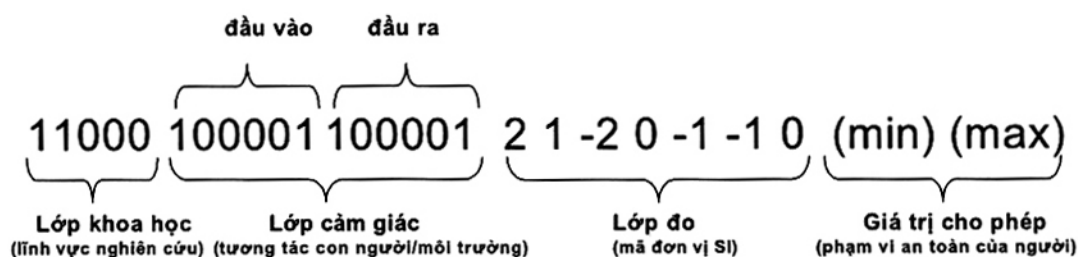 đầu vào đầu ra
11000 100001 100001 2 1 -2 0 -1 -1 0 (min) (max)
Lớp khoa học Lớp cảm giác Lớp đo Giá trị cho phép
(lĩnh vực nghiên cứu) (tương tác con người/môi trường) (mã đơn vị SI) (phạm vi an toàn của người)